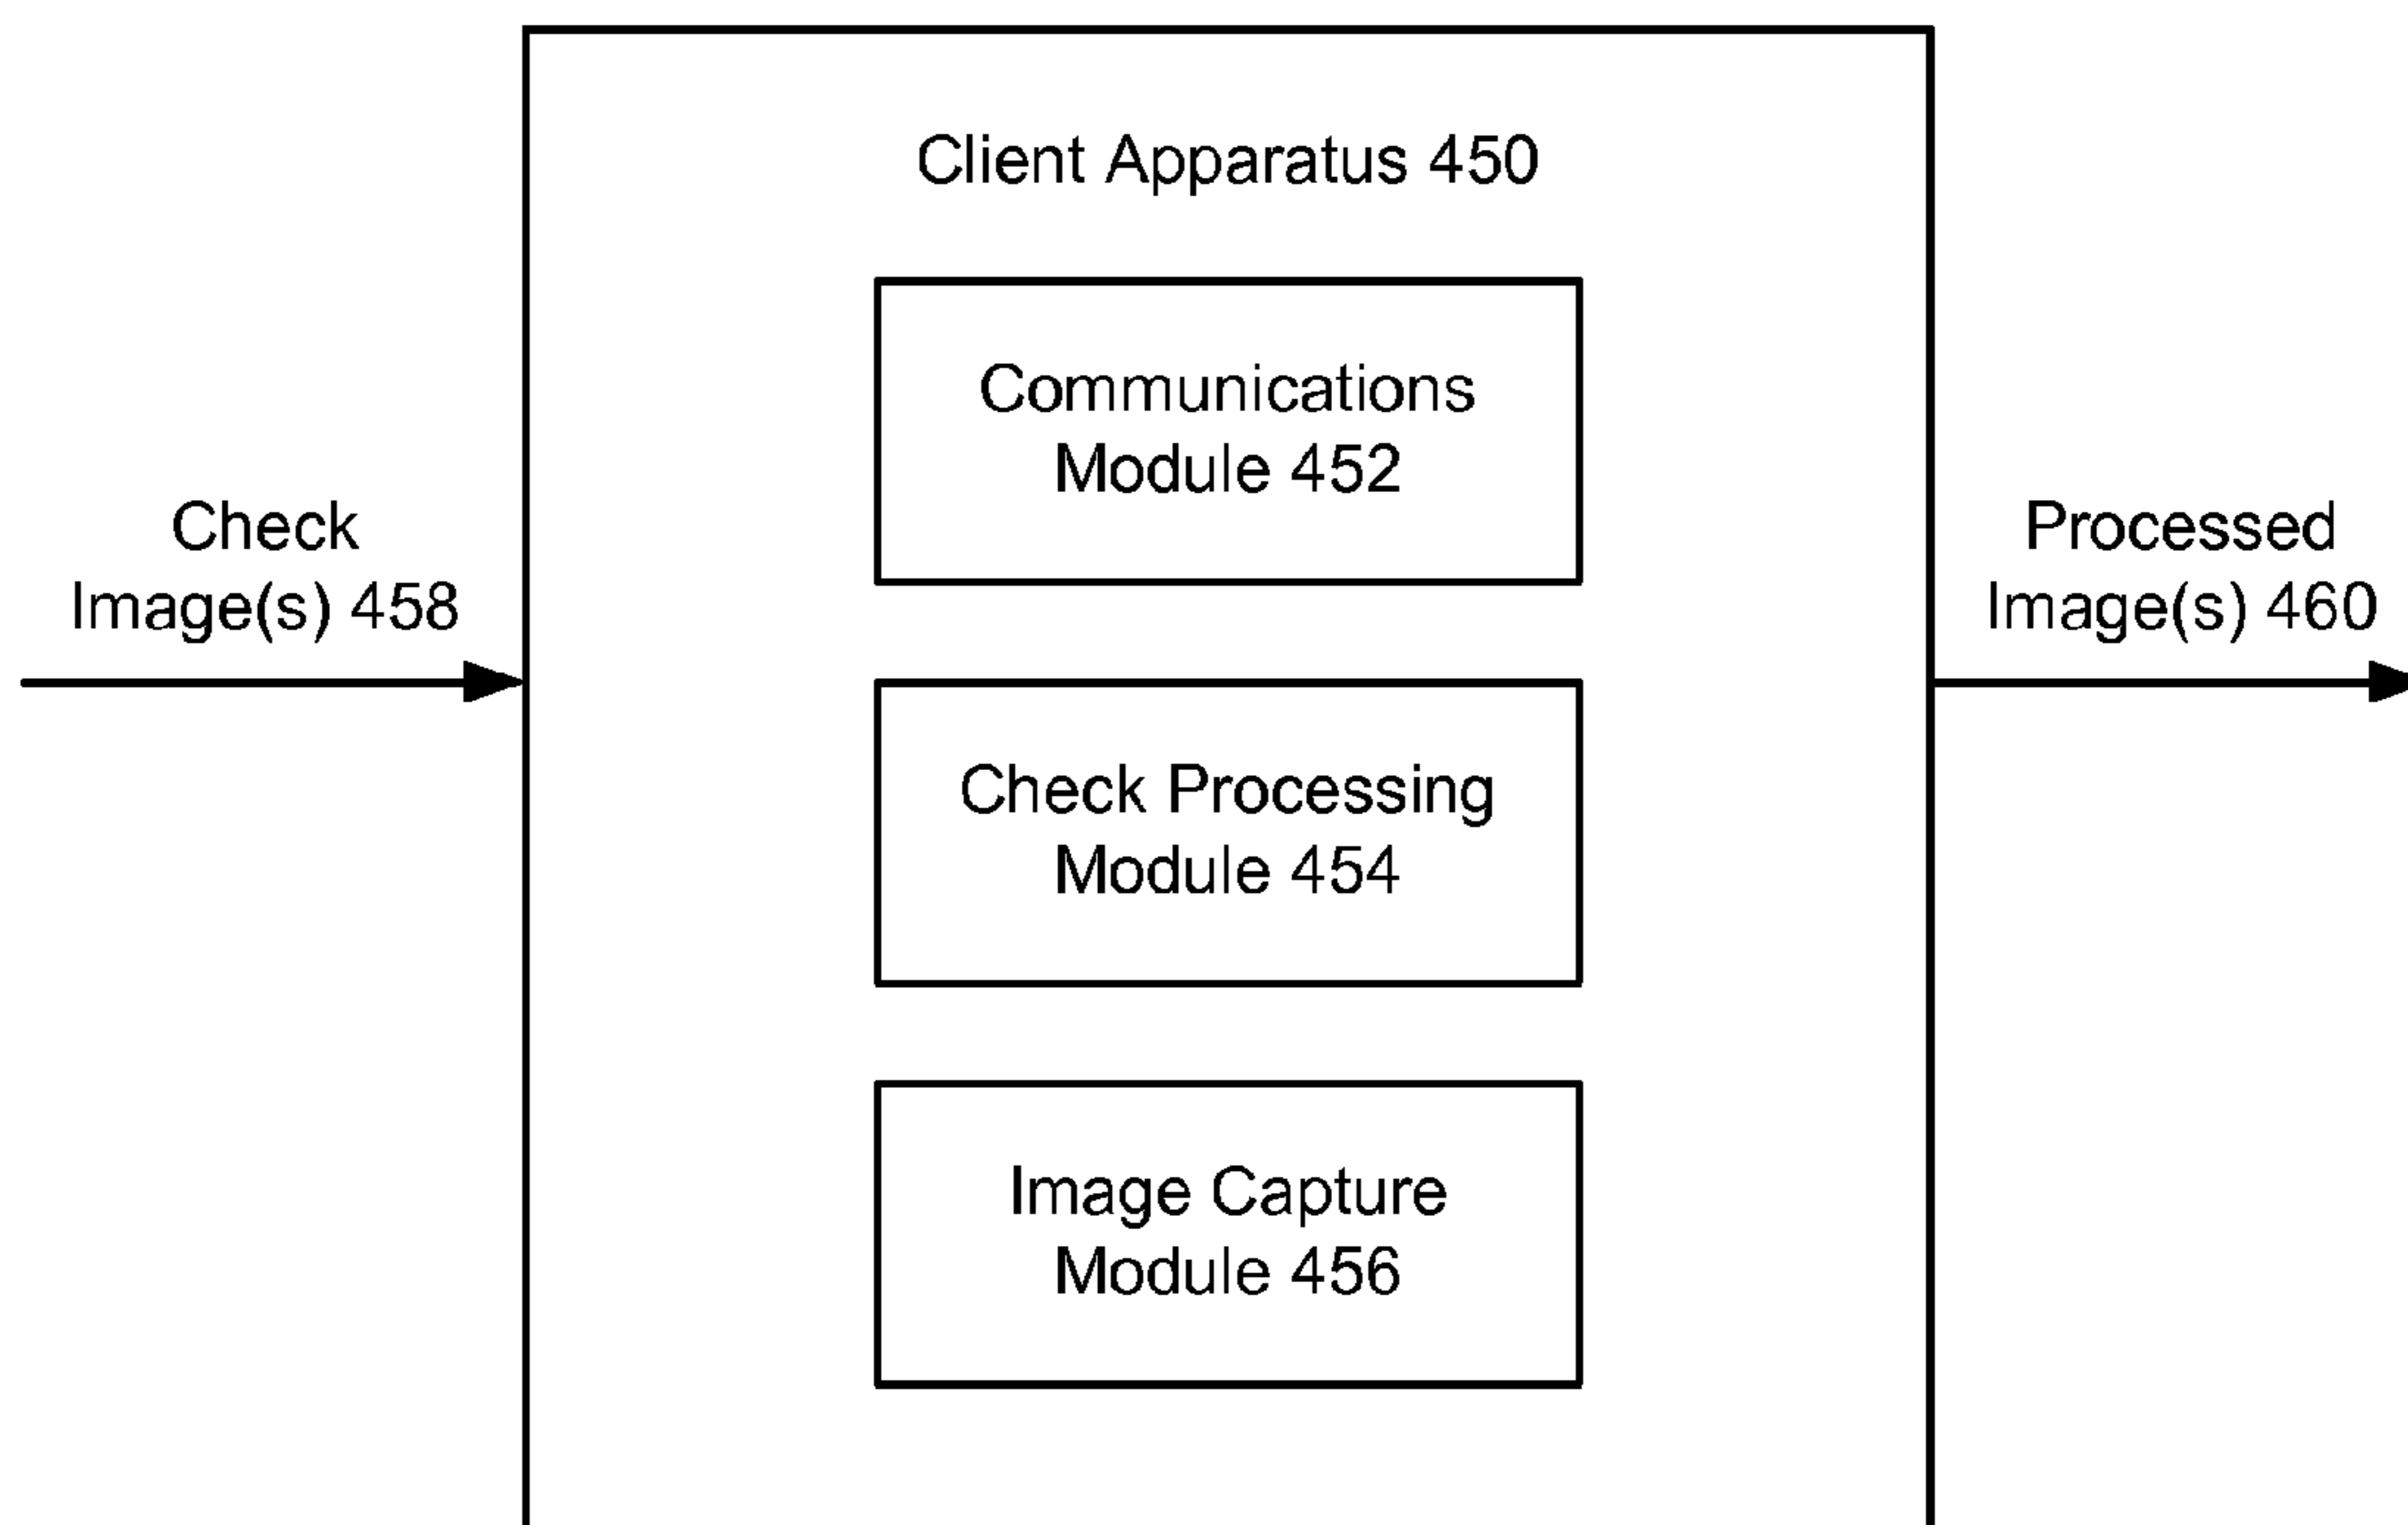 Client Apparatus 450
Communications
Module 452
Check
Image(s) 458
Processed
Image(s) 460
Check Processing
Module 454
Image Capture
Module 456